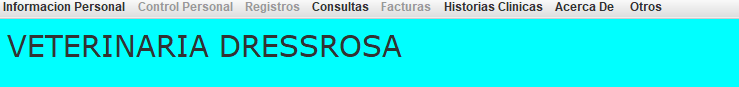 Informacion Personal Control Personal Registros Consultas Facturas Historias Clinicas Acerca De Otros
VETERINARIA DRESSROSA